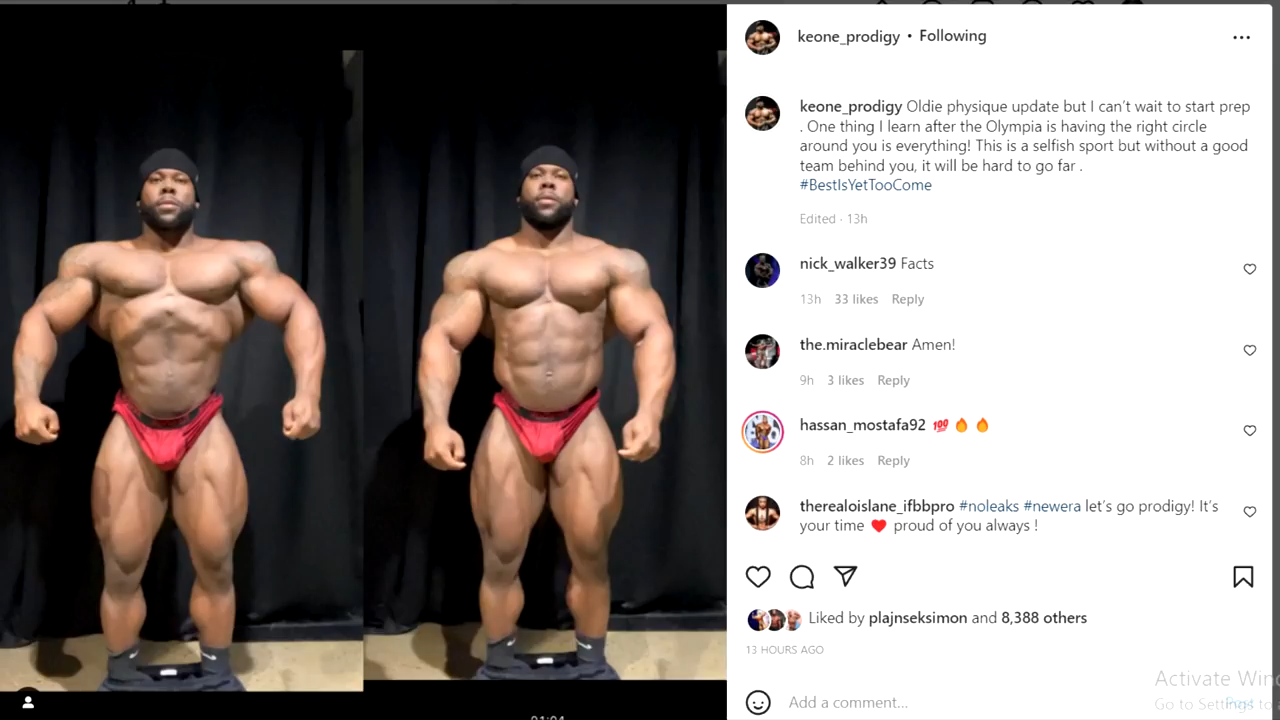 keone_prodigy • Following
keone_prodigy Oldie physique update but I can't wait to start prep
. One thing I learn after the Olympia is having the right circle
around you is everything! This is a selfish sport but without a good
team behind you, it will be hard to go far .
#BestIsYetTooCome
Edited · 13h
nick_walker39 Facts
13h 33 likes Reply
the.miraclebear Amen!
9h 3 likes Reply
hassan_mostafa92 💯 🔥 🔥
8h 2 likes Reply
therealoislane_ifbbpro #noleaks #newera let's go prodigy! It's
your time ❤️ proud of you always !
Liked by plajnseksimon and 8,388 others
13 HOURS AGO
Activate Win
Add a comment...
Go to Settings to
Post